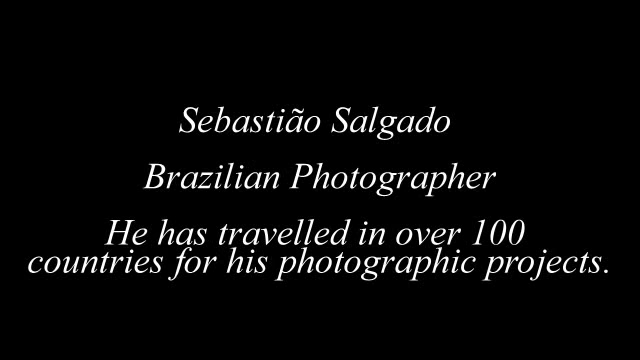 Sebastião Salgado
Brazilian Photographer
He has travelled in over 100
countries for his photographic projects.